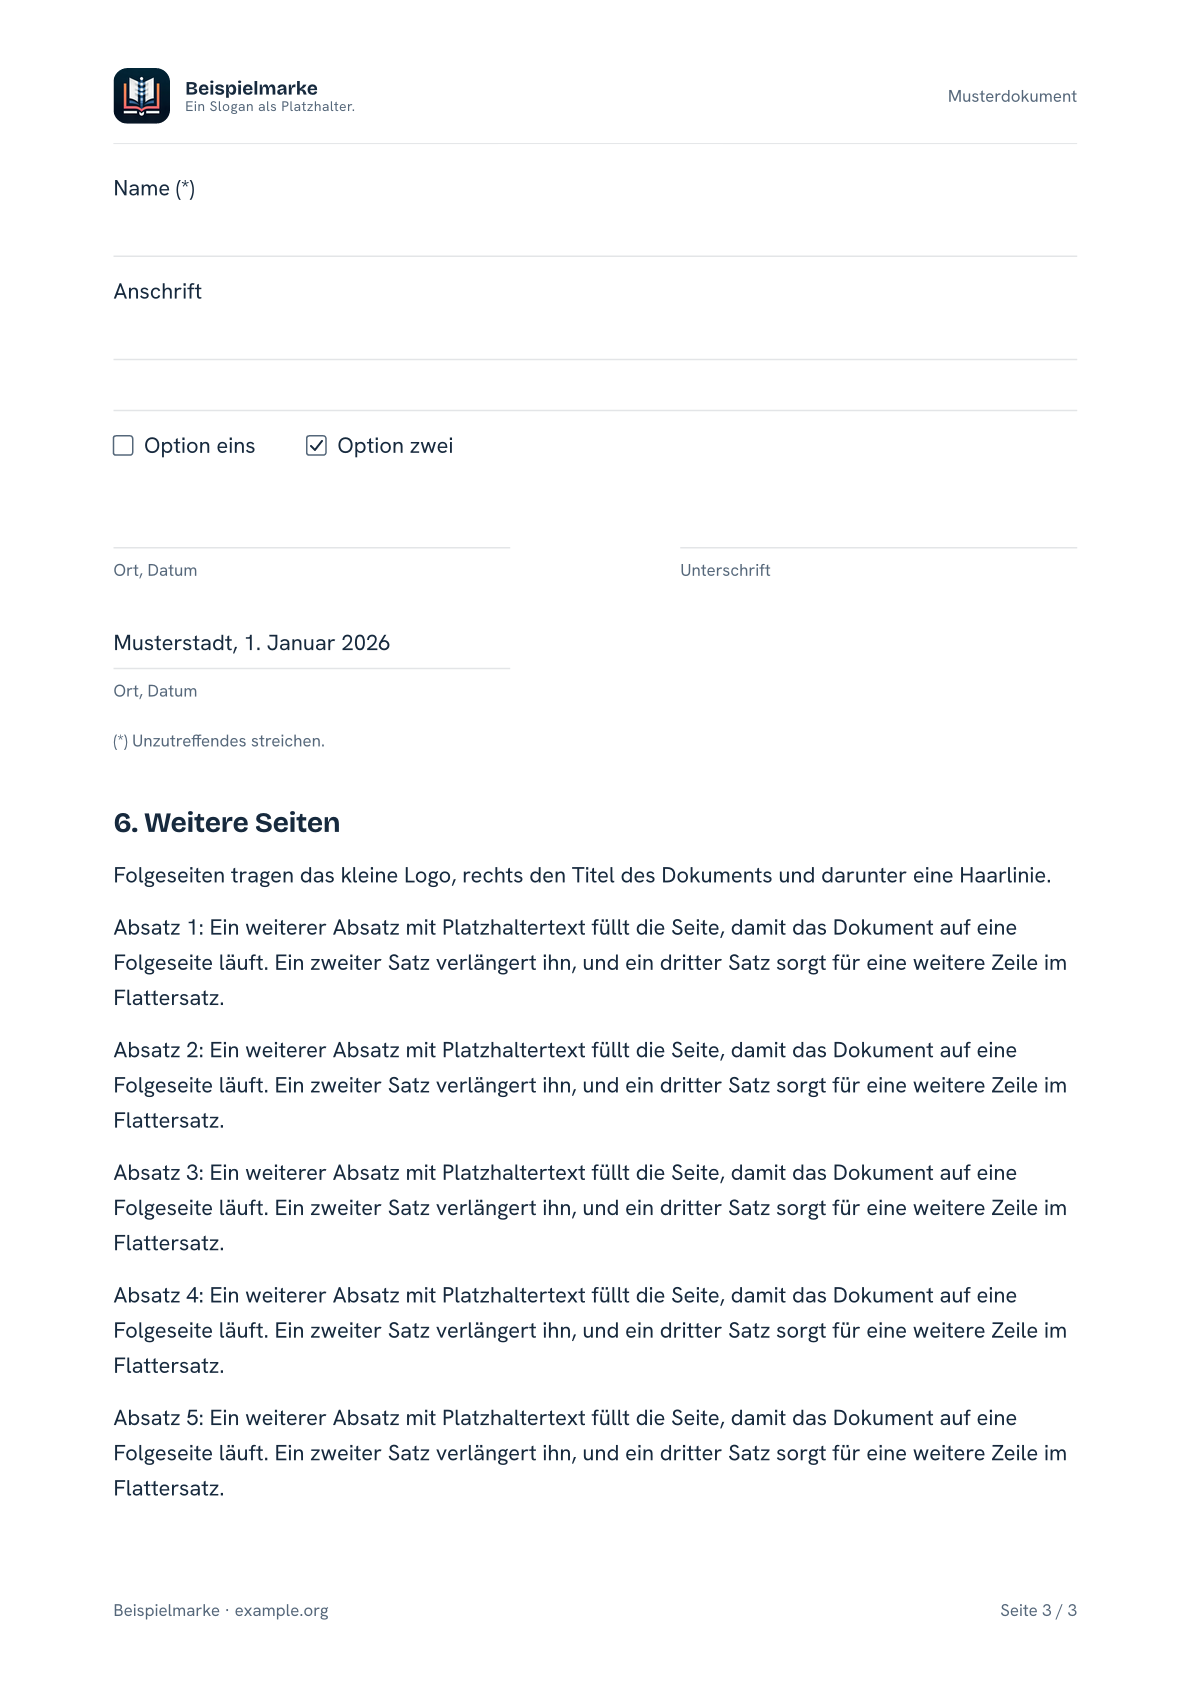 Beispielmarke
Ein Slogan als Platzhalter.
Musterdokument
Name (*)
Anschrift
Option eins
Option zwei
Ort, Datum
Unterschrift
Musterstadt, 1. Januar 2026
Ort, Datum
(*) Unzutreffendes streichen.
6. Weitere Seiten
Folgeseiten tragen das kleine Logo, rechts den Titel des Dokuments und darunter eine Haarlinie.
Absatz 1: Ein weiterer Absatz mit Platzhaltertext füllt die Seite, damit das Dokument auf eine
Folgeseite läuft. Ein zweiter Satz verlängert ihn, und ein dritter Satz sorgt für eine weitere Zeile im
Flattersatz.
Absatz 2: Ein weiterer Absatz mit Platzhaltertext füllt die Seite, damit das Dokument auf eine
Folgeseite läuft. Ein zweiter Satz verlängert ihn, und ein dritter Satz sorgt für eine weitere Zeile im
Flattersatz.
Absatz 3: Ein weiterer Absatz mit Platzhaltertext füllt die Seite, damit das Dokument auf eine
Folgeseite läuft. Ein zweiter Satz verlängert ihn, und ein dritter Satz sorgt für eine weitere Zeile im
Flattersatz.
Absatz 4: Ein weiterer Absatz mit Platzhaltertext füllt die Seite, damit das Dokument auf eine
Folgeseite läuft. Ein zweiter Satz verlängert ihn, und ein dritter Satz sorgt für eine weitere Zeile im
Flattersatz.
Absatz 5: Ein weiterer Absatz mit Platzhaltertext füllt die Seite, damit das Dokument auf eine
Folgeseite läuft. Ein zweiter Satz verlängert ihn, und ein dritter Satz sorgt für eine weitere Zeile im
Flattersatz.
Beispielmarke · example.org
Seite 3 / 3